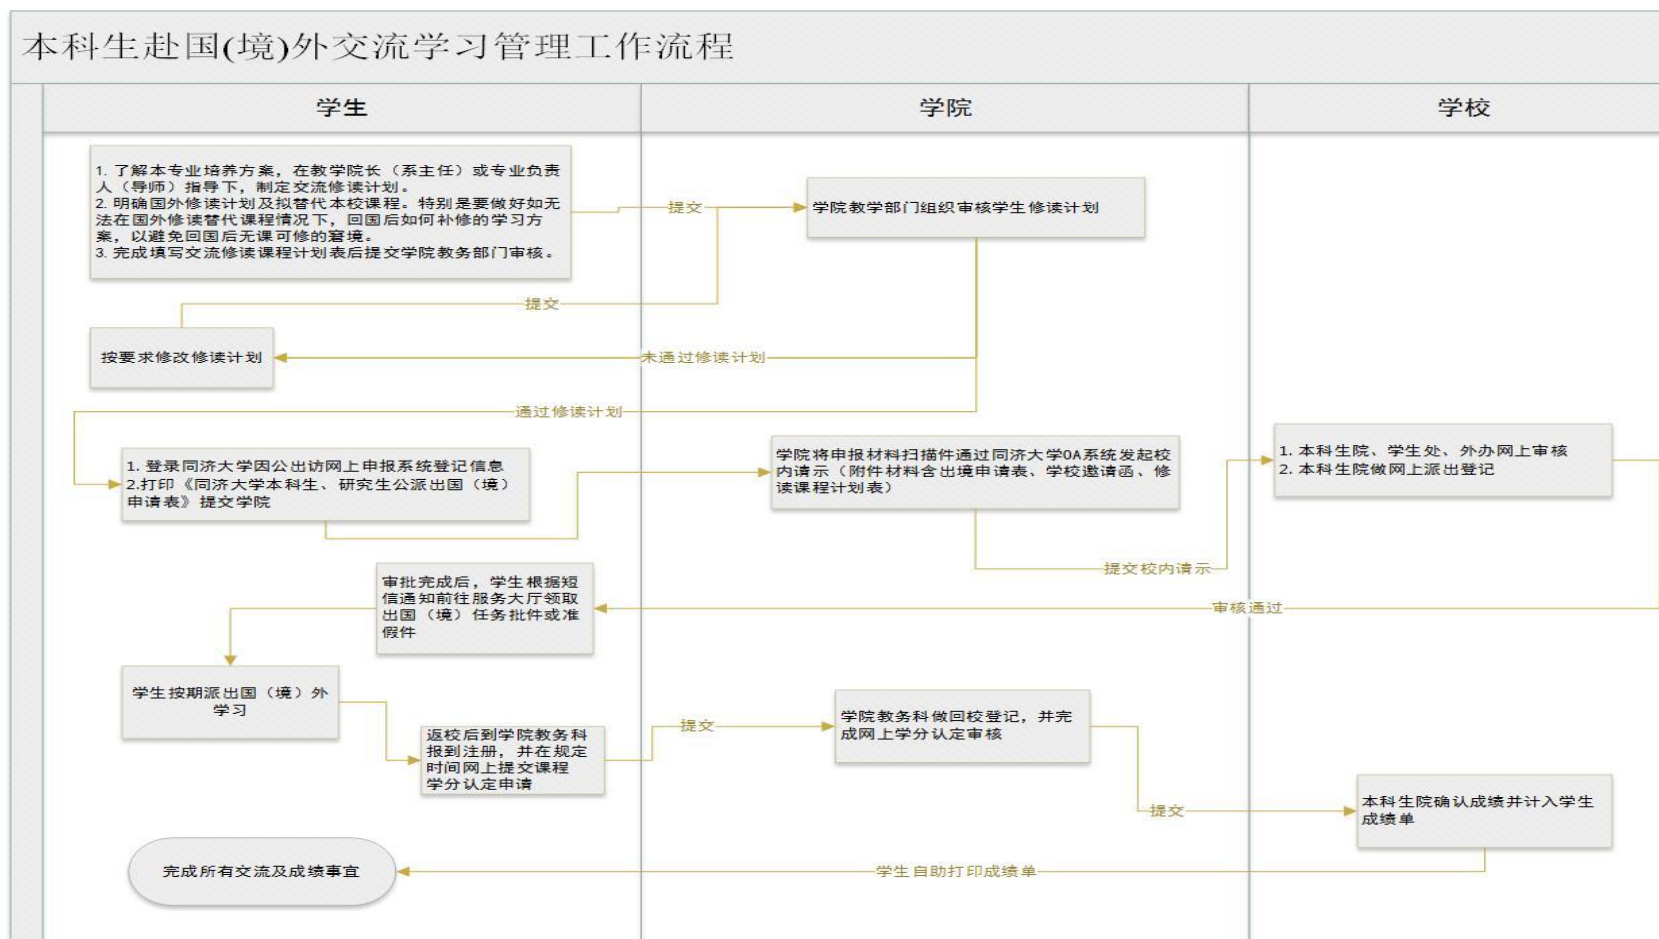 本科生赴国(境)外交流学习管理工作流程
学生
学院
学校
1. 了解本专业培养方案，在教学院长（系主任）或专业负责
人（导师）指导下，制定交流修读计划。
2. 明确国外修读计划及拟替代本校课程。特别是要做好如无
法在国外修读替代课程情况下，回国后如何补修的学习方
案，以避免回国后无课可修的窘境。
3. 完成填写交流修读课程计划表后提交学院教务部门审核。
提交
学院教学部门组织审核学生修读计划
提交
按要求修改修读计划
未通过修读计划
通过修读计划
1. 登录同济大学因公出访网上申报系统登记信息
2.打印《同济大学本科生、研究生公派出国（境）
申请表》提交学院
学院将申报材料扫描件通过同济大学OA系统发起校
内请示（附件材料含出境申请表、学校邀请函、修
读课程计划表）
1. 本科生院、学生处、外办网上审核
2. 本科生院做网上派出登记
提交校内请示
审批完成后，学生根据短
信通知前往服务大厅领取
出国（境）任务批件或准
假件
审核通过
学生按期派出国（境）外
学习
返校后到学院教务科
报到注册，并在规定
时间网上提交课程
学分认定申请
提交
学院教务科做回校登记，并完
成网上学分认定审核
提交
本科生院确认成绩并计入学生
成绩单
学生自助打印成绩单
完成所有交流及成绩事宜